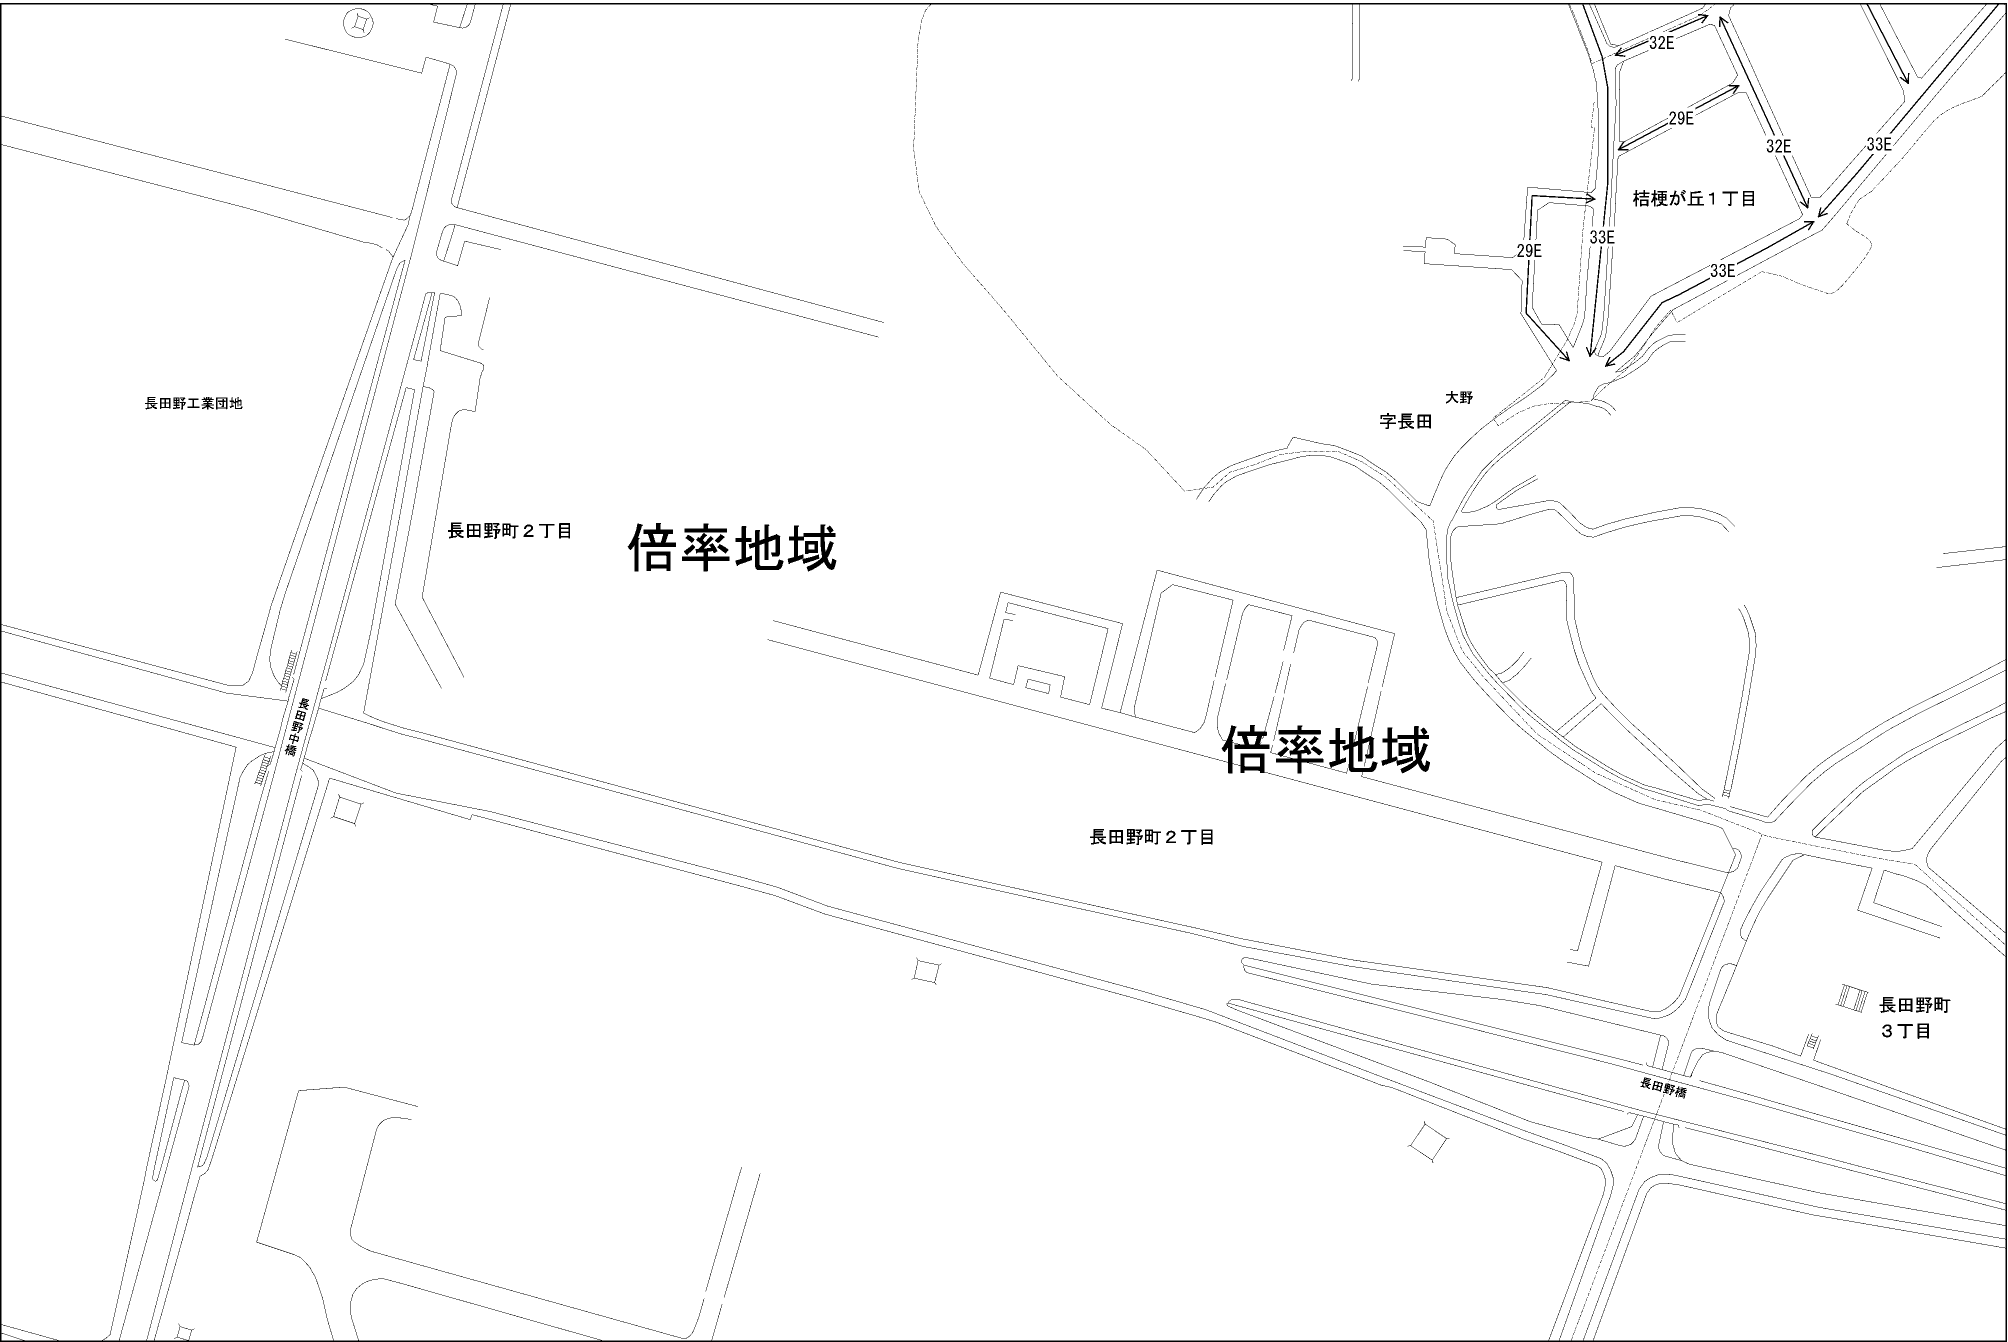 32E
29E
32E
33E
桔梗が丘１丁目
33E
29E
33E
長田野工業団地
大野
字長田
長田野町２丁目
倍率地域
長田野中橋
倍率地域
長田野町２丁目
長田野町
３丁目
長田野橋